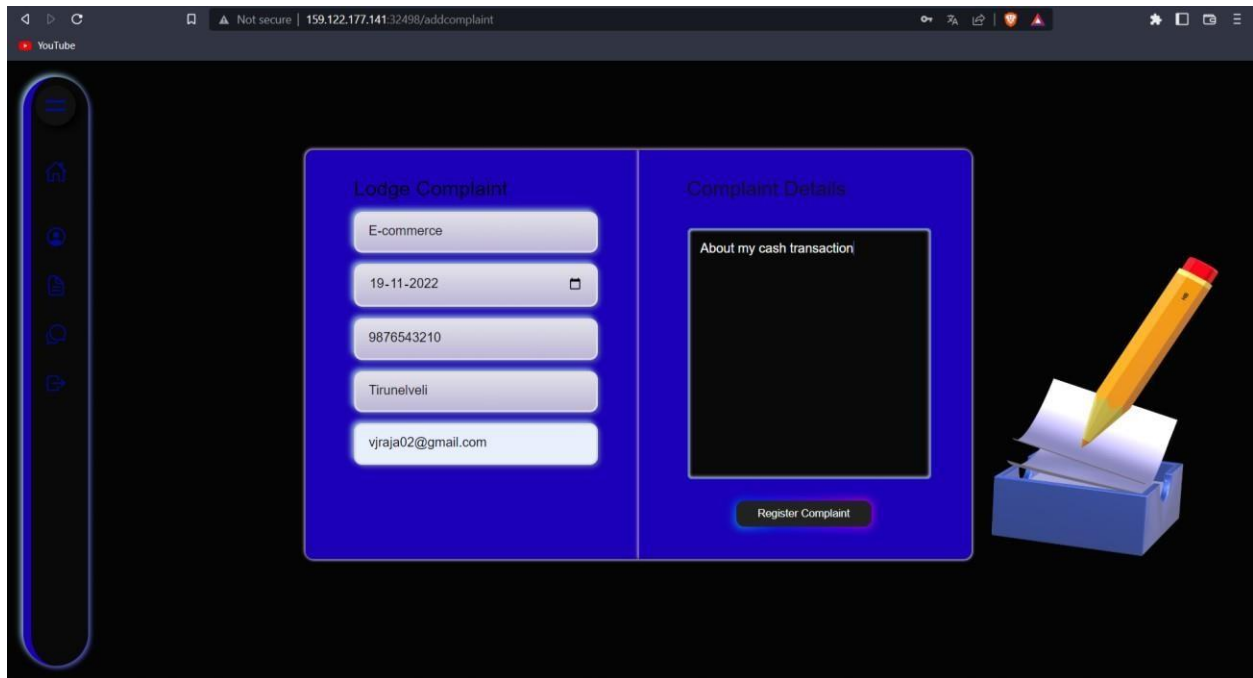 Not secure | 159.122.177.141:32498/addcomplaint
YouTube
Lodge Complaint
E-commerce
19-11-2022
9876543210
Tirunelveli
vjraja02@gmail.com
Complaint Details
About my cash transaction
Register Complaint